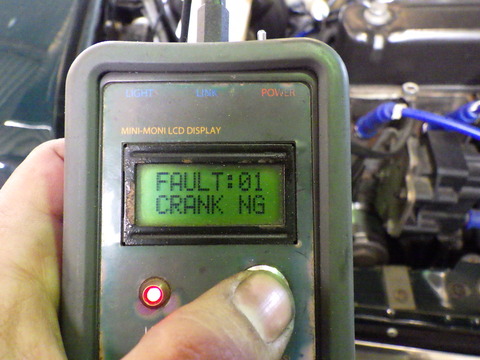 LIGHT LINK POWER
MINI-MONI LCD DISPLAY
FAULT:01
CRANK NG